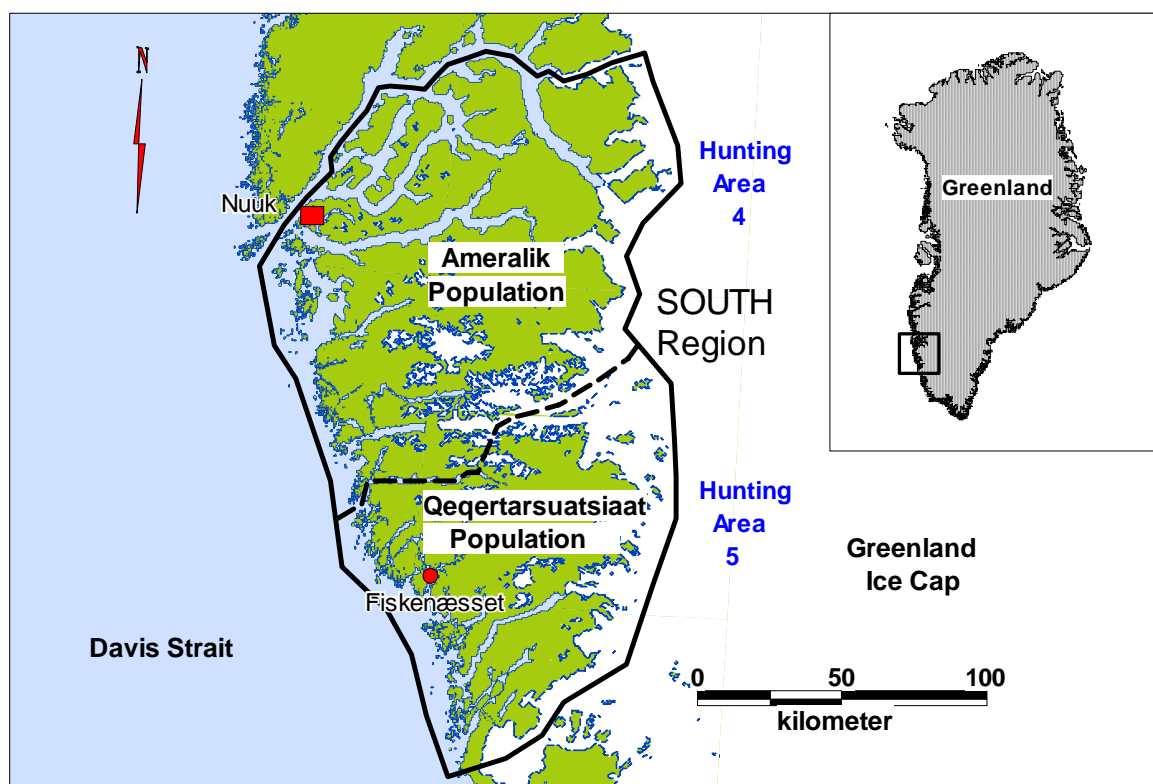 N
Nuuk
Hunting
Area
4
Greenland
Ameralik
Population
SOUTH
Region
Qeqertarsuatsiaat
Population
Hunting
Area
5
Greenland
Ice Cap
Fiskenæsset
Davis Strait
0 50 100
kilometer